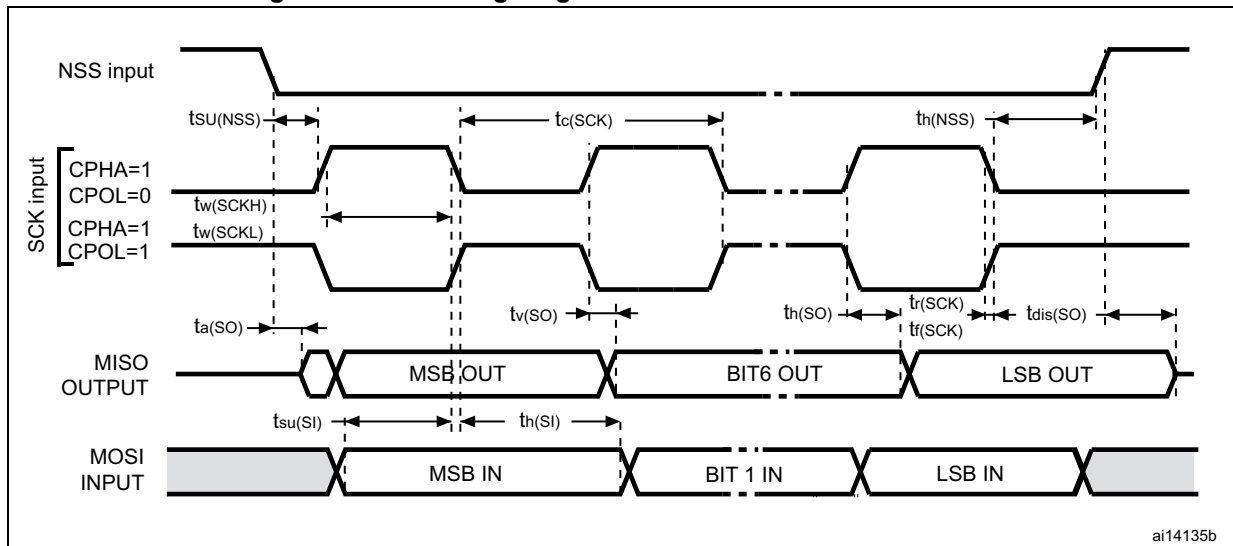 NSS input
tSU(NSS)
tc(SCK)
th(NSS)
SCK input
CPHA=1
CPOL=0
tw(SCKH)
CPHA=1
tw(SCKL)
CPOL=1
ta(SO)
tv(SO)
th(SO)
tr(SCK)
tf(SCK)
tdis(SO)
MISO
OUTPUT
MSB OUT
BIT6 OUT
LSB OUT
tsu(SI)
th(SI)
MOSI
INPUT
MSB IN
BIT 1 IN
LSB IN
ai14135b